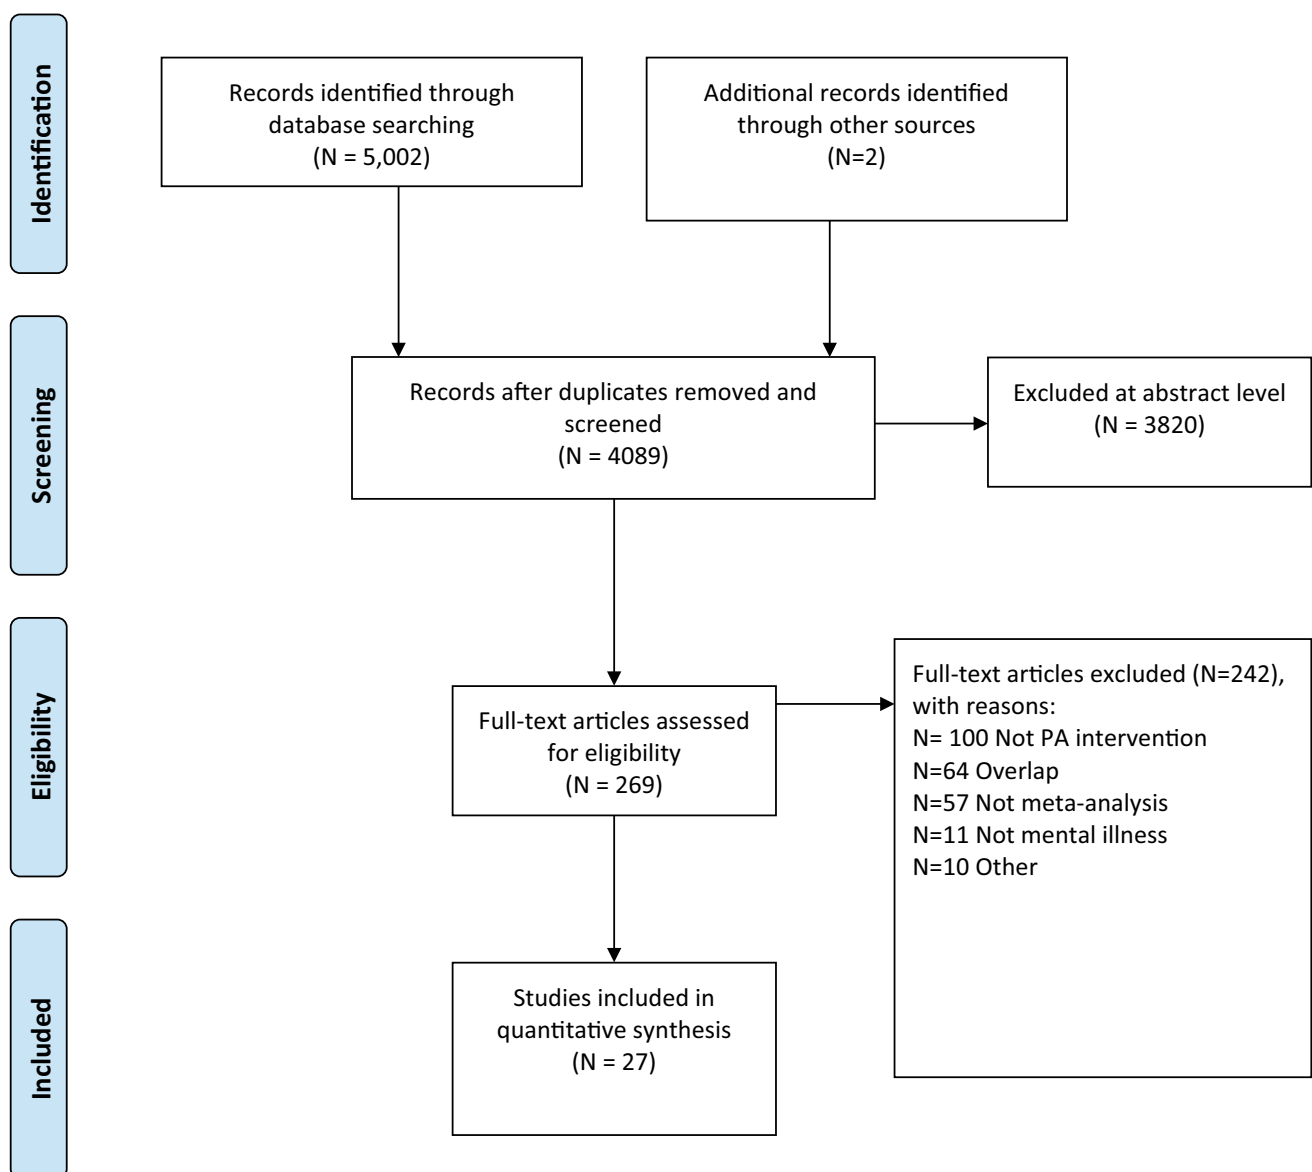 Identification
Records identified through
database searching
(N = 5,002)
Additional records identified
through other sources
(N=2)
Screening
Records after duplicates removed and
screened
(N = 4089)
Excluded at abstract level
(N = 3820)
Eligibility
Full-text articles assessed
for eligibility
(N = 269)
Full-text articles excluded (N=242),
with reasons:
N= 100 Not PA intervention
N=64 Overlap
N=57 Not meta-analysis
N=11 Not mental illness
N=10 Other
Included
Studies included in
quantitative synthesis
(N = 27)